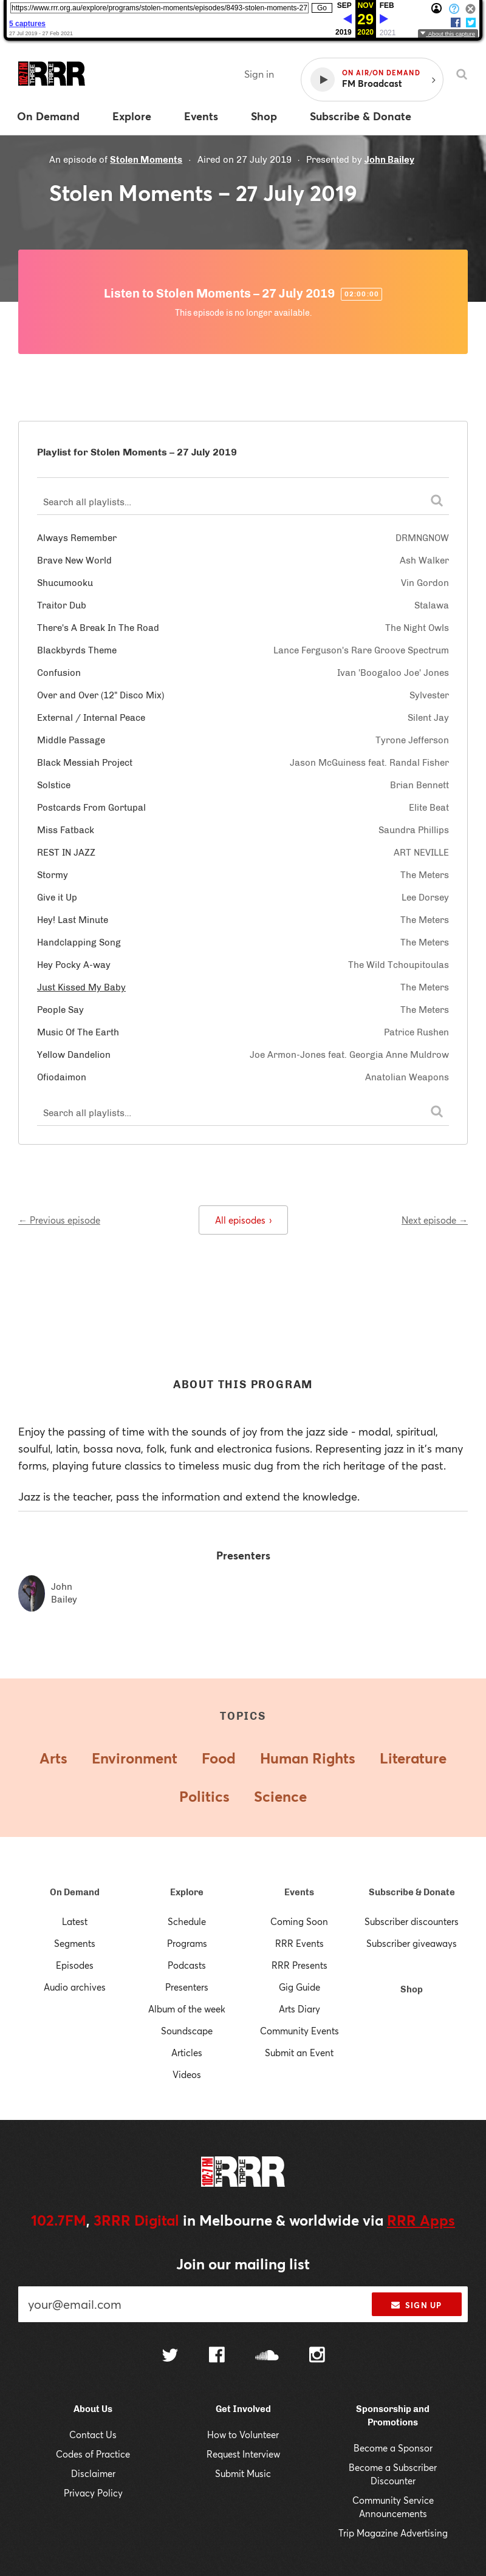 https://www.rrr.org.au/explore/programs/stolen-moments/episodes/8493-stolen-moments-27 Go SEP NOV FEB
29
5 captures 2019 2020 2021
27 Jul 2019 - 27 Feb 2021 About this capture
102.7 FM THREE TRIPLE RRR
Sign in
ON AIR/ON DEMAND
FM Broadcast
On Demand Explore Events Shop Subscribe & Donate
An episode of Stolen Moments · Aired on 27 July 2019 · Presented by John Bailey
Stolen Moments – 27 July 2019
Listen to Stolen Moments – 27 July 2019 02:00:00
This episode is no longer available.
Playlist for Stolen Moments – 27 July 2019
Search all playlists...
Always Remember DRMNGNOW
Brave New World Ash Walker
Shucumooku Vin Gordon
Traitor Dub Stalawa
There's A Break In The Road The Night Owls
Blackbyrds Theme Lance Ferguson's Rare Groove Spectrum
Confusion Ivan 'Boogaloo Joe' Jones
Over and Over (12" Disco Mix) Sylvester
External / Internal Peace Silent Jay
Middle Passage Tyrone Jefferson
Black Messiah Project Jason McGuiness feat. Randal Fisher
Solstice Brian Bennett
Postcards From Gortupal Elite Beat
Miss Fatback Saundra Phillips
REST IN JAZZ ART NEVILLE
Stormy The Meters
Give it Up Lee Dorsey
Hey! Last Minute The Meters
Handclapping Song The Meters
Hey Pocky A-way The Wild Tchoupitoulas
Just Kissed My Baby The Meters
People Say The Meters
Music Of The Earth Patrice Rushen
Yellow Dandelion Joe Armon-Jones feat. Georgia Anne Muldrow
Ofiodaimon Anatolian Weapons
Search all playlists...
← Previous episode All episodes › Next episode →
ABOUT THIS PROGRAM
Enjoy the passing of time with the sounds of joy from the jazz side - modal, spiritual,
soulful, latin, bossa nova, folk, funk and electronica fusions. Representing jazz in it's many
forms, playing future classics to timeless music dug from the rich heritage of the past.
Jazz is the teacher, pass the information and extend the knowledge.
Presenters
John
Bailey
TOPICS
Arts Environment Food Human Rights Literature
Politics Science
On Demand
Latest
Segments
Episodes
Audio archives
Explore
Schedule
Programs
Podcasts
Presenters
Album of the week
Soundscape
Articles
Videos
Events
Coming Soon
RRR Events
RRR Presents
Gig Guide
Arts Diary
Community Events
Submit an Event
Subscribe & Donate
Subscriber discounters
Subscriber giveaways
Shop
102.7 FM THREE TRIPLE RRR
102.7FM, 3RRR Digital in Melbourne & worldwide via RRR Apps
Join our mailing list
your@email.com SIGN UP
About Us
Contact Us
Codes of Practice
Disclaimer
Privacy Policy
Get Involved
How to Volunteer
Request Interview
Submit Music
Sponsorship and
Promotions
Become a Sponsor
Become a Subscriber
Discounter
Community Service
Announcements
Trip Magazine Advertising